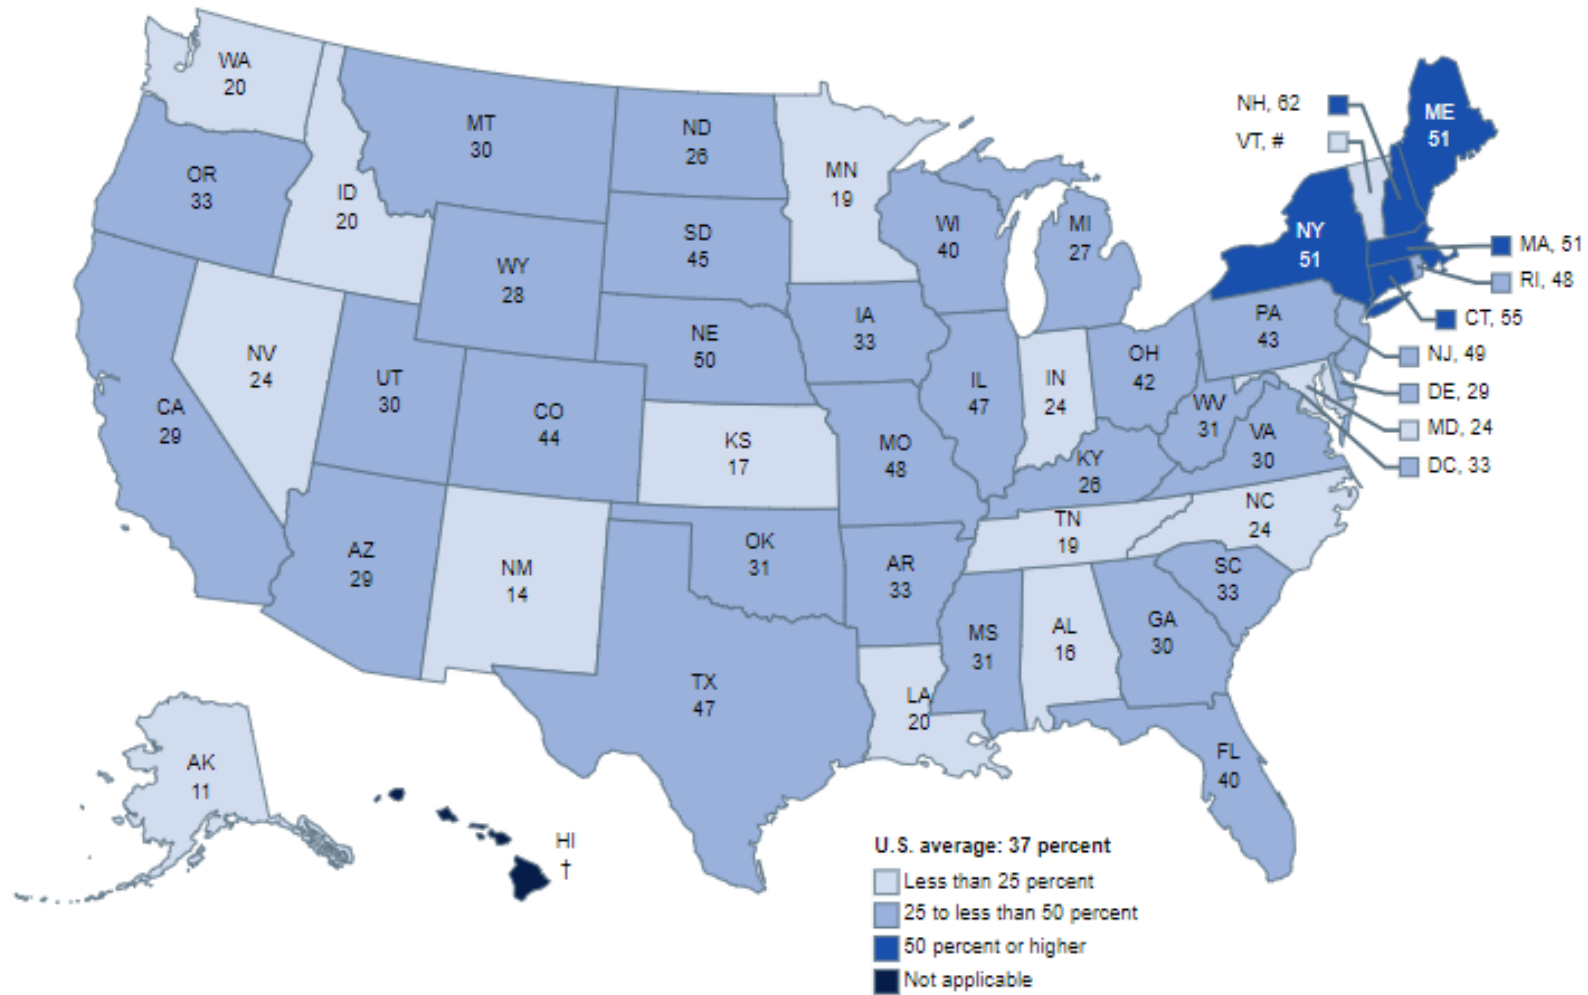 WA
20
MT
30
ND
26
OR
33
ID
20
MN
19
SD
45
WI
40
MI
27
NH, 62
VT, #
ME
51
NY
51
MA, 51
RI, 48
CT, 55
WY
28
NE
50
IA
33
PA
43
NJ, 49
DE, 29
MD, 24
DC, 33
NV
24
UT
30
CO
44
IL
47
IN
24
OH
42
WV
31
VA
30
CA
29
KS
17
MO
48
KY
26
AZ
29
NM
14
OK
31
AR
33
TN
19
NC
24
SC
33
MS
31
AL
16
GA
30
TX
47
LA
20
FL
40
AK
11
HI
†
U.S. average: 37 percent
Less than 25 percent
25 to less than 50 percent
50 percent or higher
Not applicable